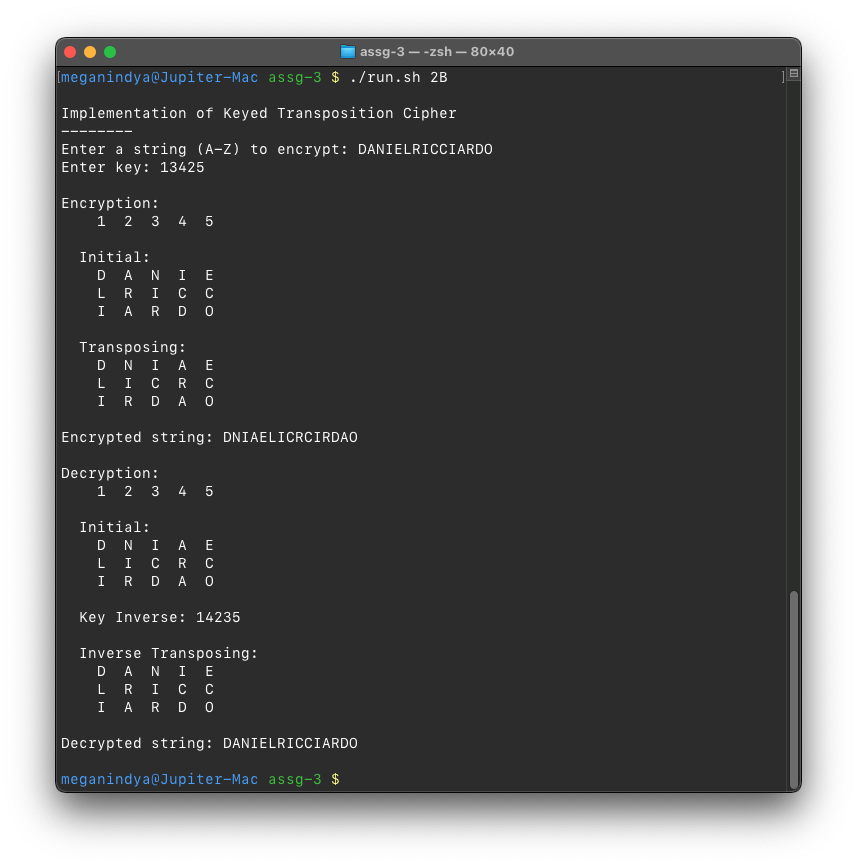 assg-3 — -zsh — 80×40
[meganindya@Jupiter-Mac assg-3 $ ./run.sh 2B ]
Implementation of Keyed Transposition Cipher
--------
Enter a string (A-Z) to encrypt: DANIELRICCIARDO
Enter key: 13425
Encryption:
1 2 3 4 5
Initial:
D A N I E
L R I C C
I A R D O
Transposing:
D N I A E
L I C R C
I R D A O
Encrypted string: DNIAELICRCIRDAO
Decryption:
1 2 3 4 5
Initial:
D N I A E
L I C R C
I R D A O
Key Inverse: 14235
Inverse Transposing:
D A N I E
L R I C C
I A R D O
Decrypted string: DANIELRICCIARDO
meganindya@Jupiter-Mac assg-3 $